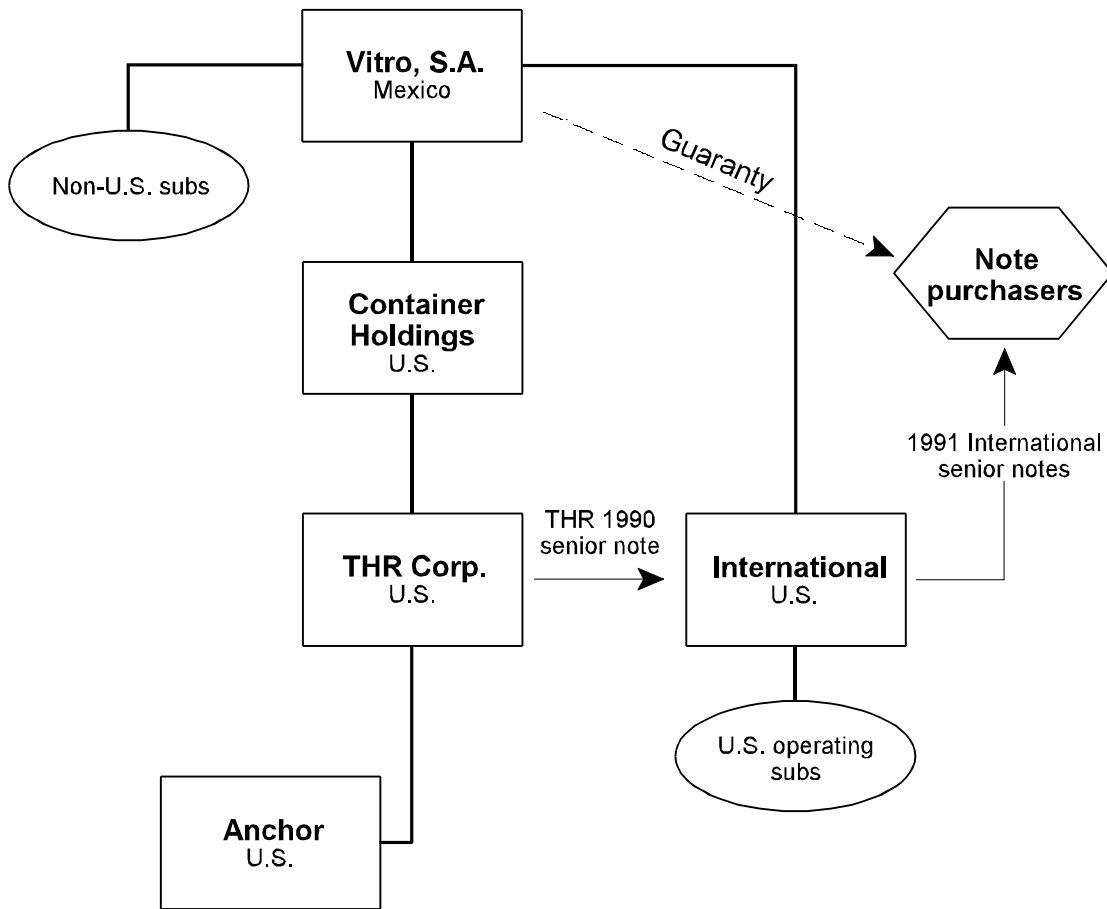 Vitro, S.A.
Mexico
Non-U.S. subs
Guaranty
Note
purchasers
Container
Holdings
U.S.
1991 International
senior notes
THR 1990
senior note
THR Corp.
U.S.
International
U.S.
U.S. operating
subs
Anchor
U.S.